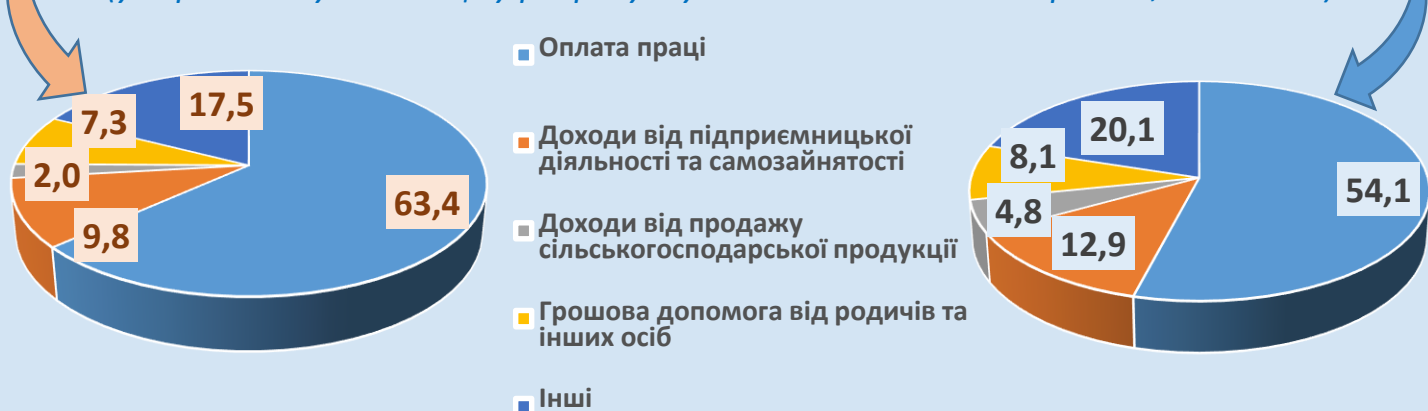 Оплата праці
Доходи від підприємницької
діяльності та самозайнятості
Доходи від продажу
сільськогосподарської продукції
Грошова допомога від родичів та
інших осіб
Інші
17,5
7,3
2,0
9,8
63,4
20,1
8,1
4,8
12,9
54,1